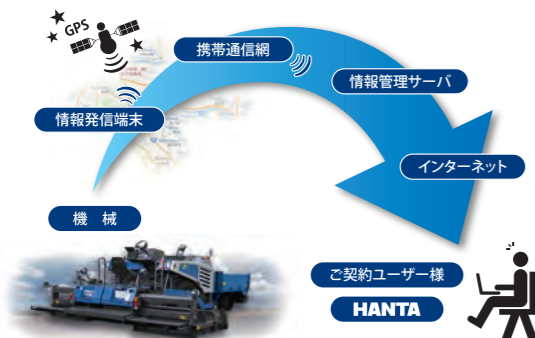 GPS
携帯通信網
情報管理サーバ
情報発信端末
インターネット
機 械
ご契約ユーザー様
HANTA